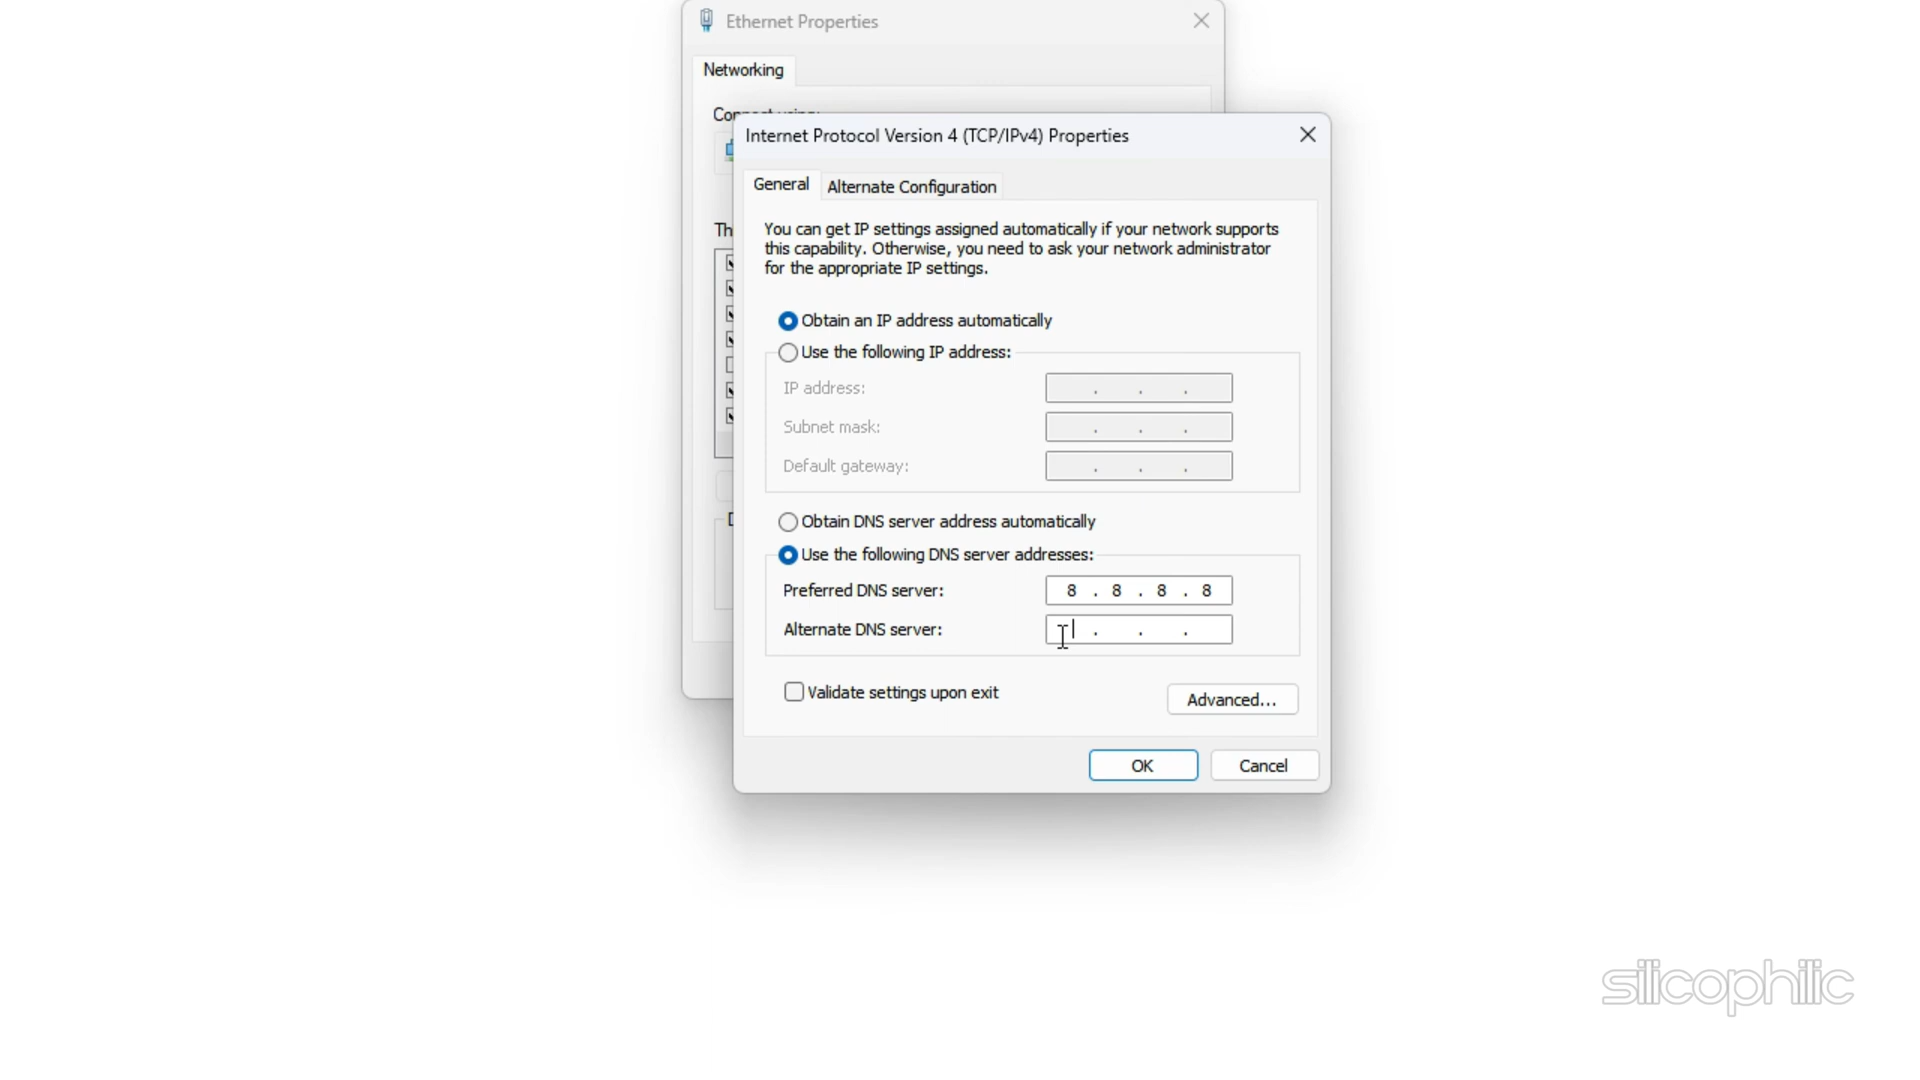 Ethernet Properties
Networking
Internet Protocol Version 4 (TCP/IPv4) Properties
General
Alternate Configuration
You can get IP settings assigned automatically if your network supports
this capability. Otherwise, you need to ask your network administrator
for the appropriate IP settings.
Obtain an IP address automatically
Use the following IP address:
IP address: . . .
Subnet mask: . . .
Default gateway: . . .
Obtain DNS server address automatically
Use the following DNS server addresses:
Preferred DNS server: 8 . 8 . 8 . 8
Alternate DNS server: . . .
Validate settings upon exit
Advanced...
OK
Cancel
silicophilic